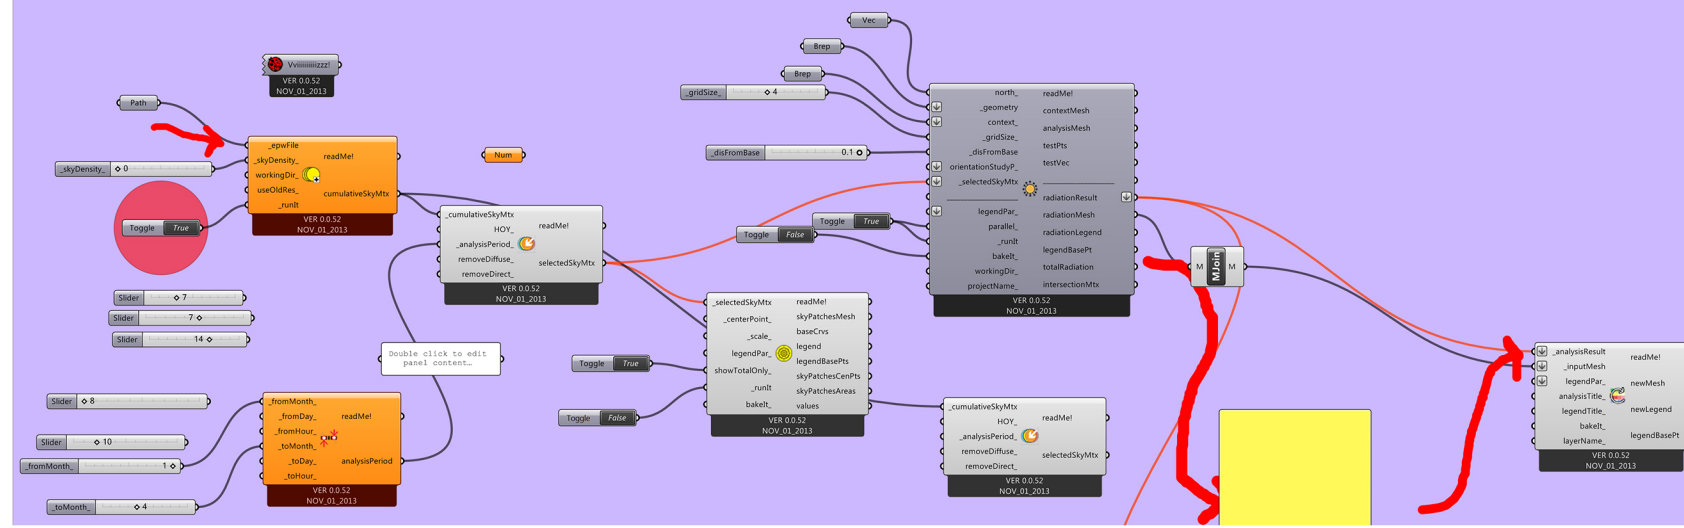 Vec
Brep
Brep
_gridSize_ 4
Vviiiiiiiiiizzz!
VER 0.0.52
NOV_01_2013
Path
_epwFile
_skyDensity_
workingDir_
useOldRes_
_runIt
readMe!
cumulativeSkyMtx
VER 0.0.52
NOV_01_2013
_skyDensity_ 0
Toggle True
Num
_cumulativeSkyMtx
HOY_
_analysisPeriod_
removeDiffuse_
removeDirect_
readMe!
selectedSkyMtx
VER 0.0.52
NOV_01_2013
_disFromBase 0.1
Toggle True
Toggle False
north_
_geometry
context_
_gridSize_
_disFromBase
orientationStudyP_
_selectedSkyMtx
legendPar_
parallel_
_runIt
bakeIt_
workingDir_
projectName_
readMe!
contextMesh
analysisMesh
testPts
testVec
radiationResult
radiationMesh
radiationLegend
legendBasePt
totalRadiation
intersectionMtx
VER 0.0.52
NOV_01_2013
M MJoin M
Slider 7
Slider 7
Slider 14
Double click to edit
panel content…
Slider 8
Slider 10
_fromMonth_ 1
_toMonth_ 4
_fromMonth_
_fromDay_
_fromHour_
_toMonth_
_toDay_
_toHour_
readMe!
analysisPeriod
VER 0.0.52
NOV_01_2013
Toggle True
Toggle False
_selectedSkyMtx
_centerPoint_
_scale_
legendPar_
showTotalOnly_
_runIt
bakeIt_
readMe!
skyPatchesMesh
baseCrvs
legend
legendBasePts
skyPatchesCenPts
skyPatchesAreas
values
VER 0.0.52
NOV_01_2013
_cumulativeSkyMtx
HOY_
_analysisPeriod_
removeDiffuse_
removeDirect_
readMe!
selectedSkyMtx
VER 0.0.52
NOV_01_2013
_analysisResult
_inputMesh
legendPar_
analysisTitle_
legendTitle_
bakeIt_
layerName_
readMe!
newMesh
newLegend
legendBasePt
VER 0.0.52
NOV_01_2013